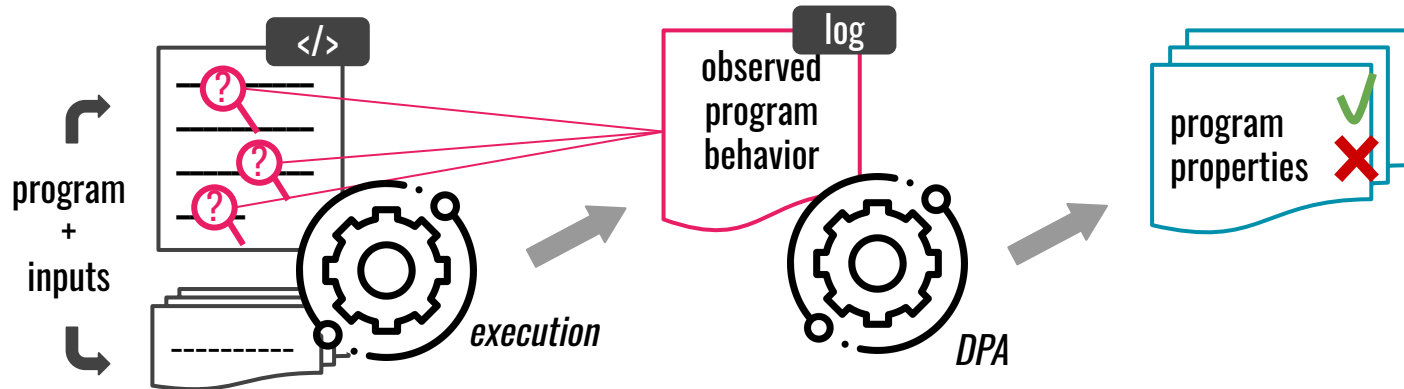 </>
?
?
?
program
+
inputs
execution
log
observed
program
behavior
DPA
program
properties